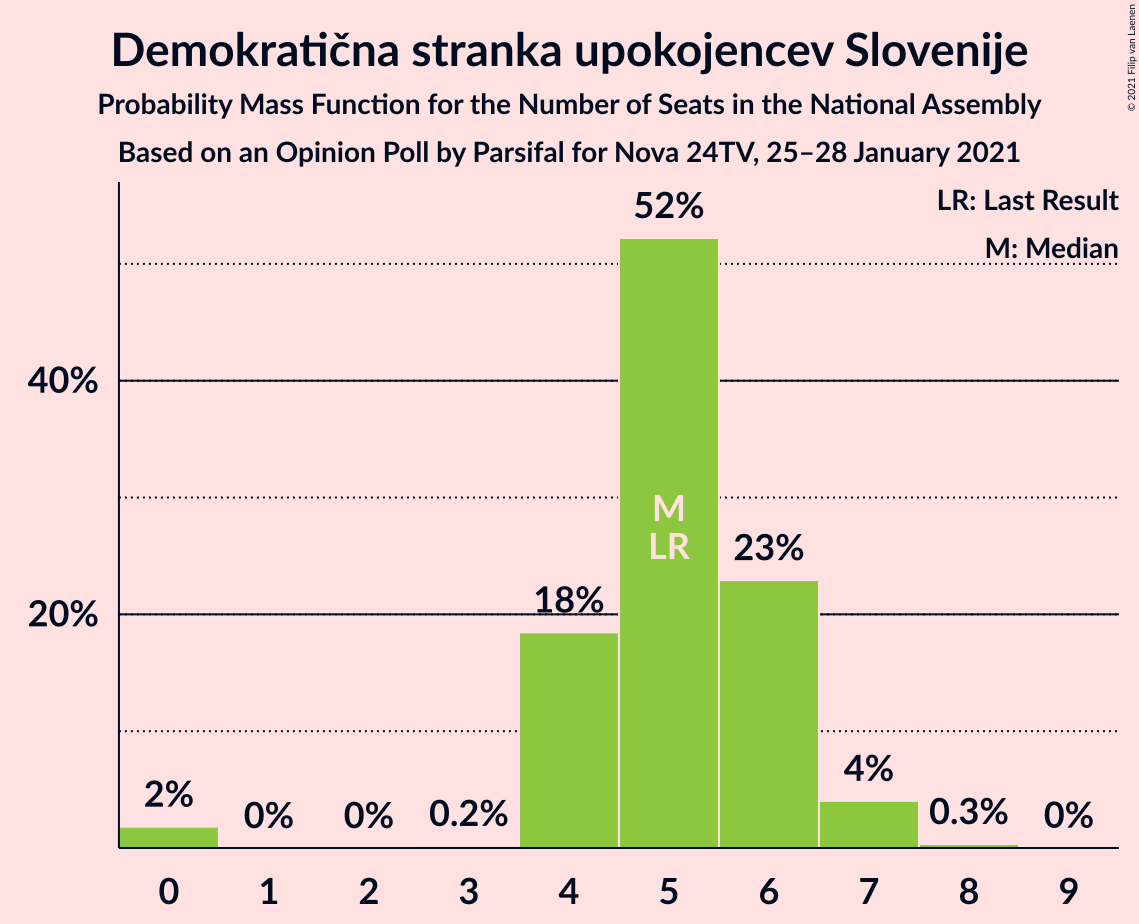 Demokratična stranka upokojencev Slovenije
Probability Mass Function for the Number of Seats in the National Assembly
Based on an Opinion Poll by Parsifal for Nova 24TV, 25–28 January 2021
© 2021 Filip van Laenen
LR: Last Result
M: Median
52%
40%
M
LR
23%
18%
20%
4%
2%
0%
0%
0.2%
0.3%
0%
0 1 2 3 4 5 6 7 8 9